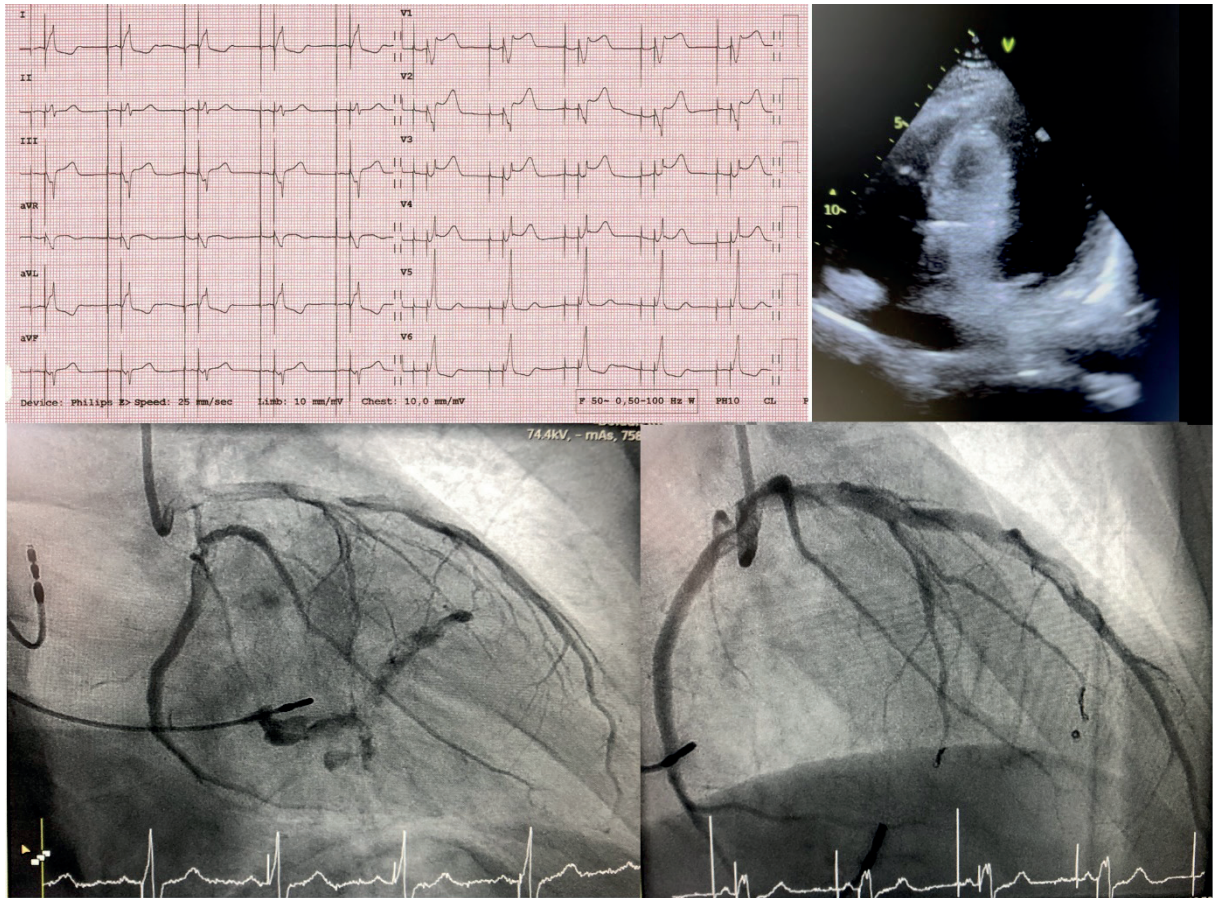 I
V1
II
V2
III
V3
aVR
V4
aVL
V5
aVF
V6
Speed: 25 mm/sec Limb: 10 mm/mV Chest: 10,0 mm/mV
F 50~ 0,50-100 Hz W PH10 CL P
Device: Philips
V
5
10
74.4kV, - mAs, 758